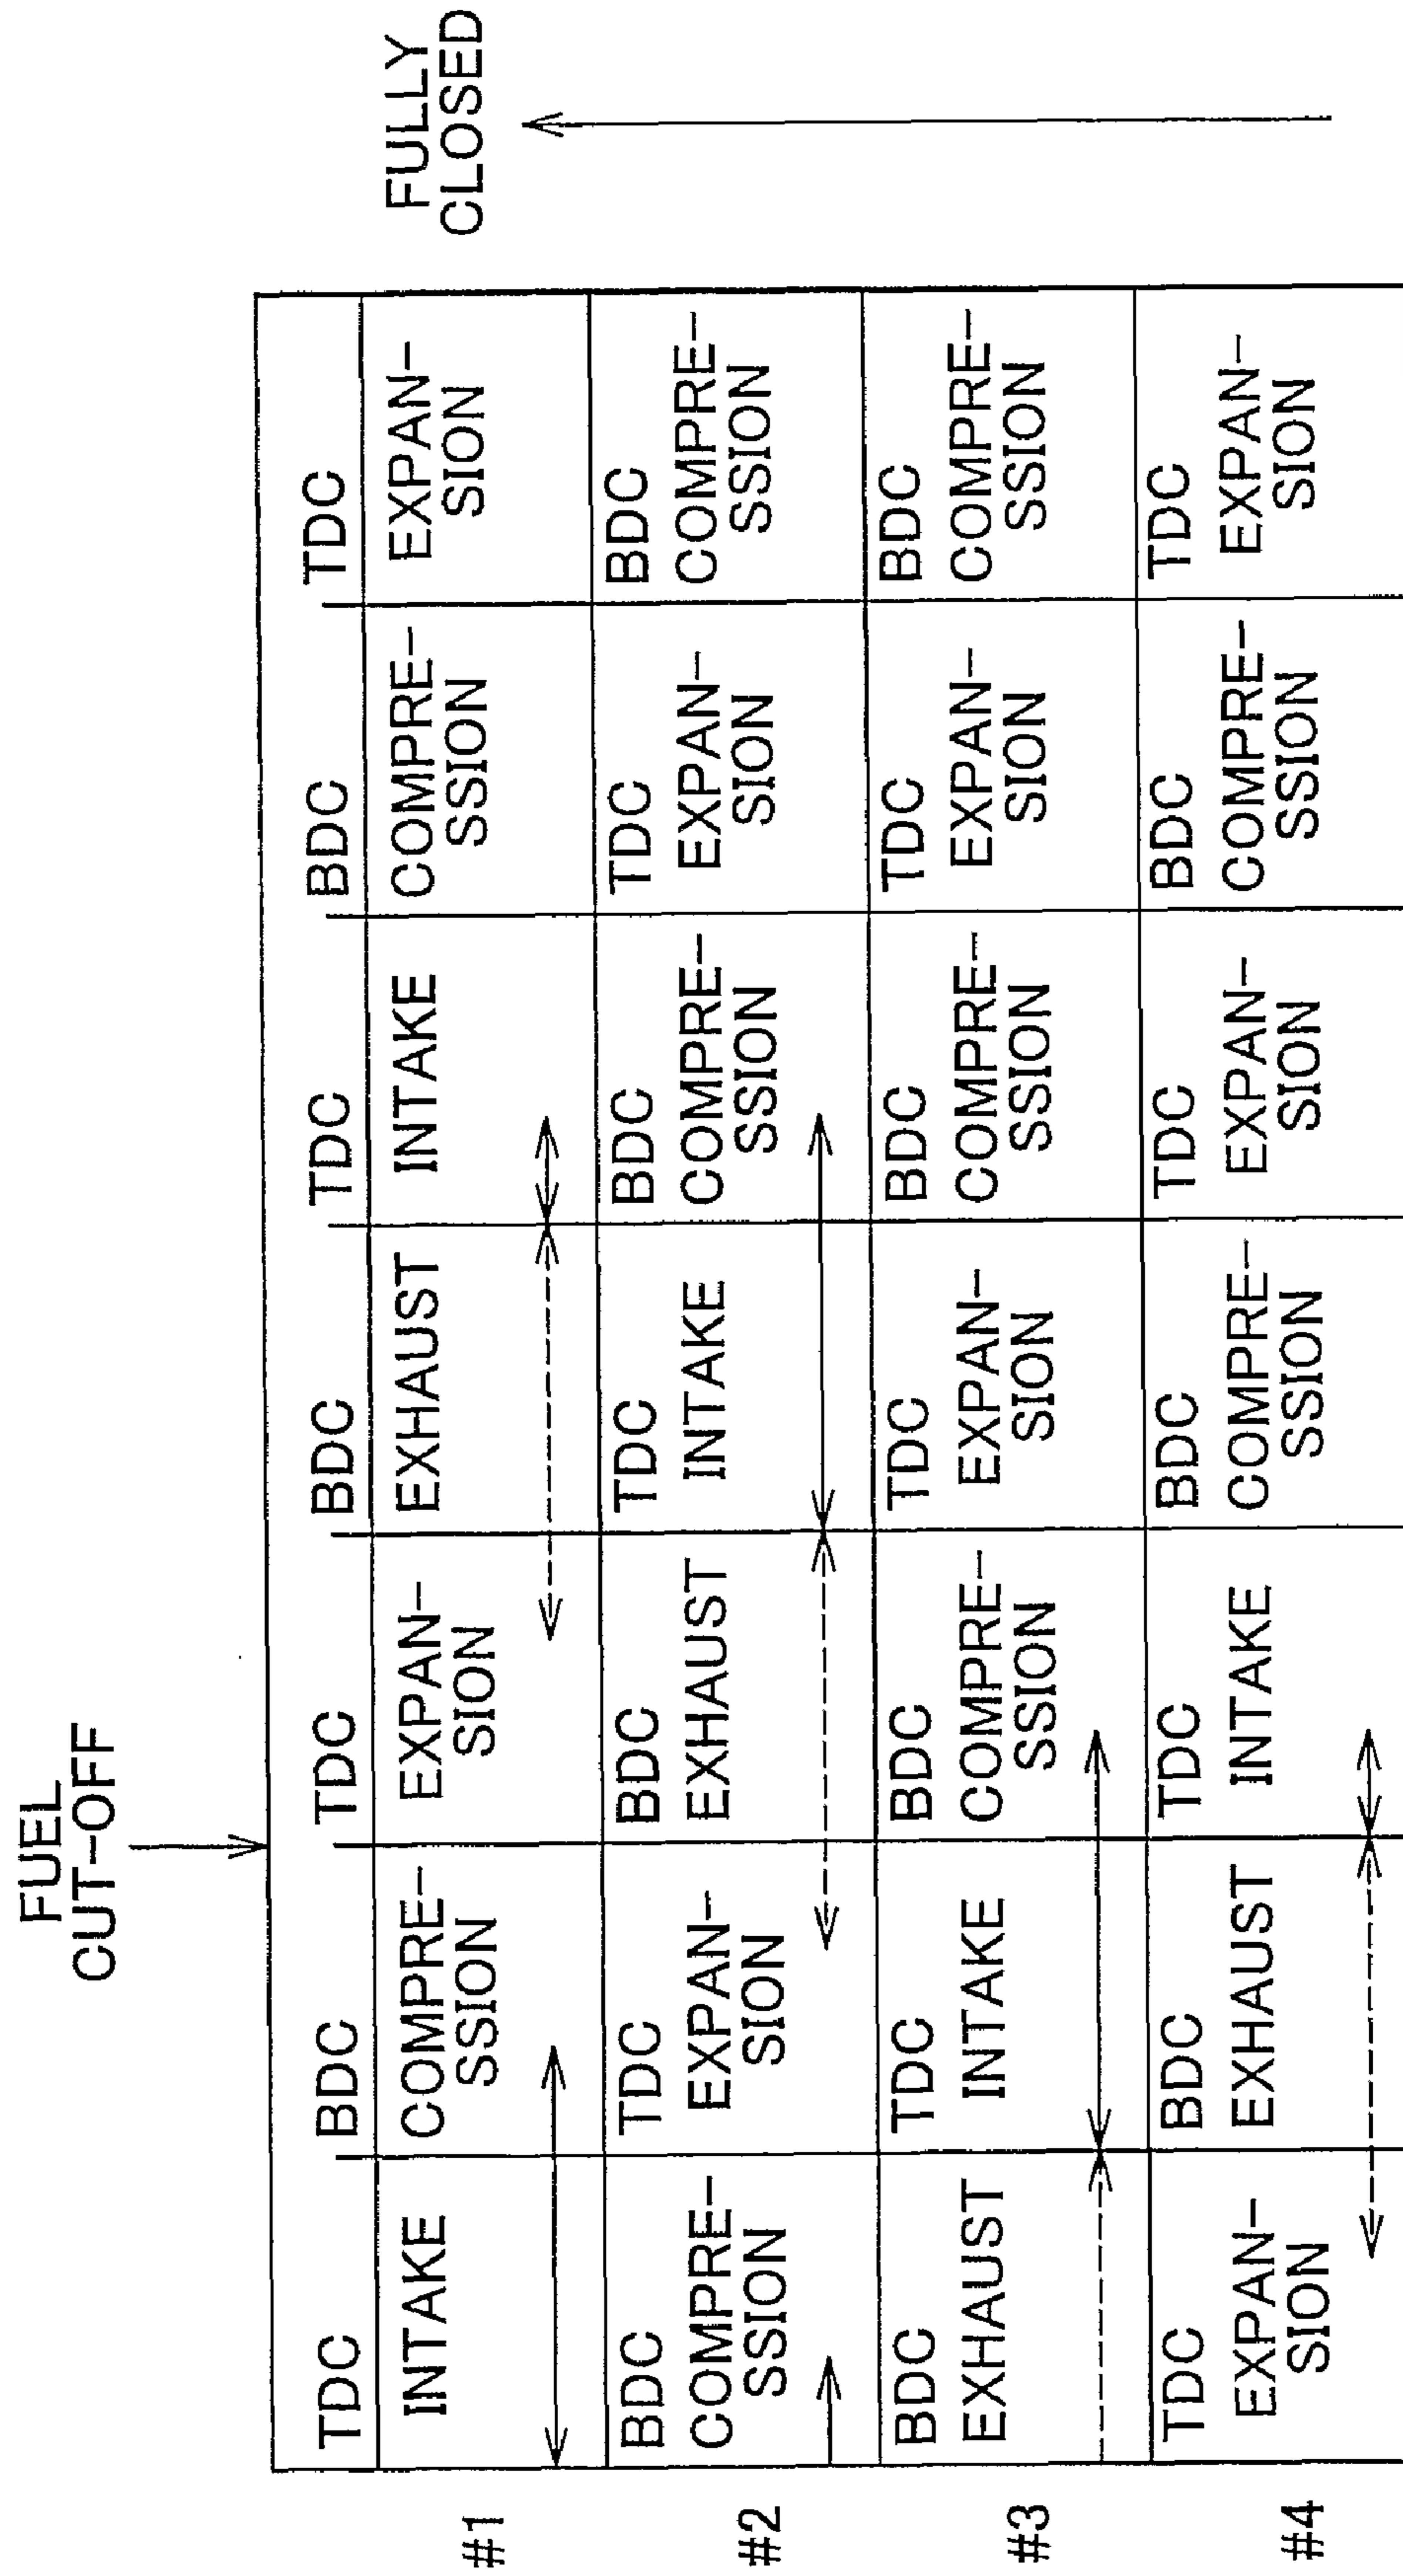 FUEL
CUT-OFF
FULLY
CLOSED
TDC BDC TDC BDC TDC BDC TDC
#1 INTAKE COMPRE- EXPAN- EXHAUST INTAKE COMPRE- EXPAN-
SSION SION SSION SION
BDC TDC BDC TDC BDC TDC BDC
#2 COMPRE- EXPAN- EXHAUST INTAKE COMPRE- EXPAN- COMPRE-
SSION SION SSION SION SSION
BDC TDC BDC TDC BDC TDC BDC
#3 EXHAUST INTAKE COMPRE- EXPAN- COMPRE- EXPAN- COMPRE-
SSION SION SSION SION SSION
TDC BDC TDC BDC TDC BDC TDC
#4 EXPAN- EXHAUST INTAKE COMPRE- EXPAN- COMPRE- EXPAN-
SION SSION SION SSION SION